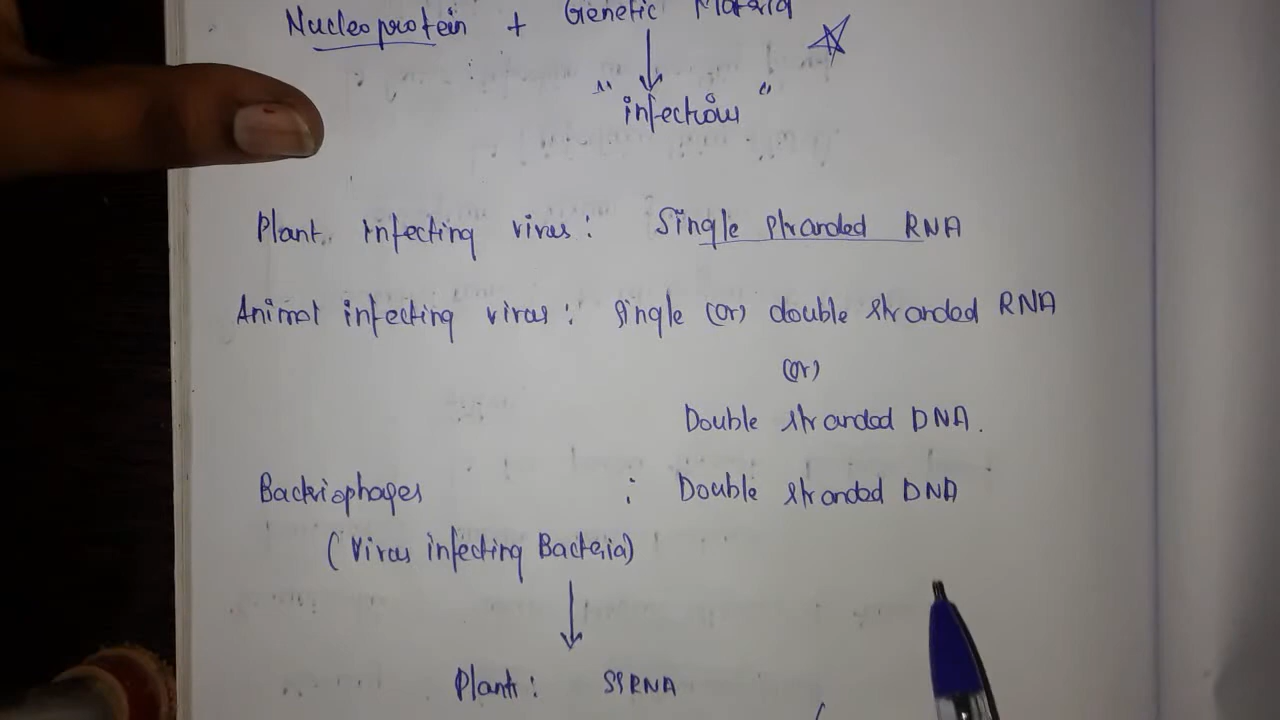 Nucleoprotein + Genetic Material
"infection"
Plant infecting virus : Single stranded RNA
Animal infecting virus : Single (or) double stranded RNA
(or)
Double stranded DNA.
Bacteriophages : Double stranded DNA
(Virus infecting Bacteria)
Plant : SSRNA